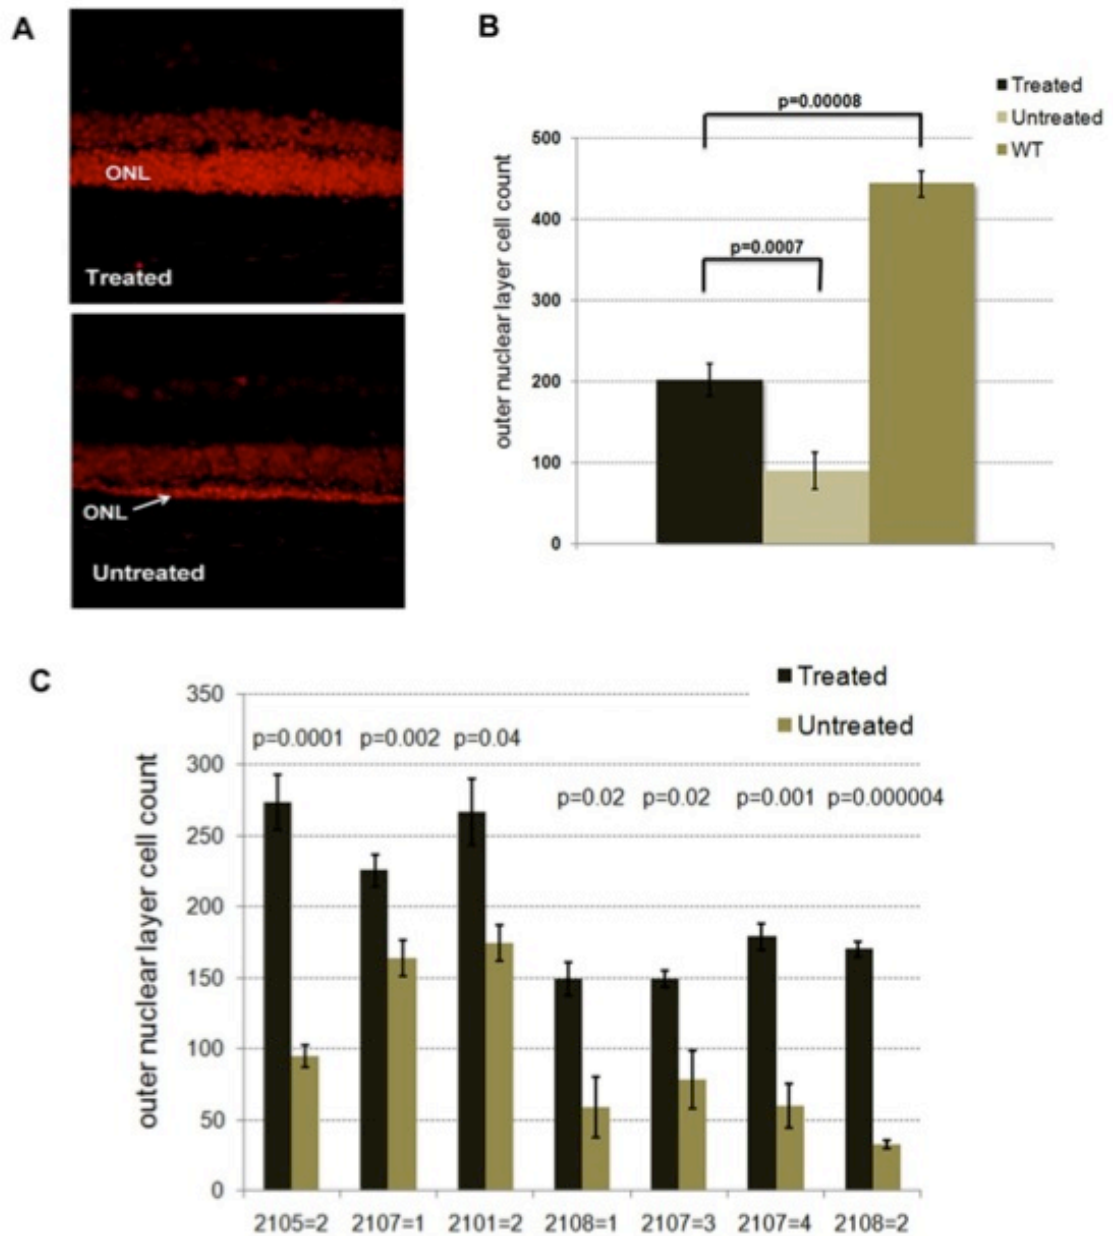 A
ONL
Treated
ONL
Untreated
B
Treated
Untreated
WT
p=0.00008
p=0.0007
outer nuclear layer cell count
500
400
300
200
100
0
C
Treated
Untreated
p=0.0001 p=0.002 p=0.04
p=0.02 p=0.02 p=0.001 p=0.000004
outer nuclear layer cell count
350
300
250
200
150
100
50
0
2105=2 2107=1 2101=2 2108=1 2107=3 2107=4 2108=2